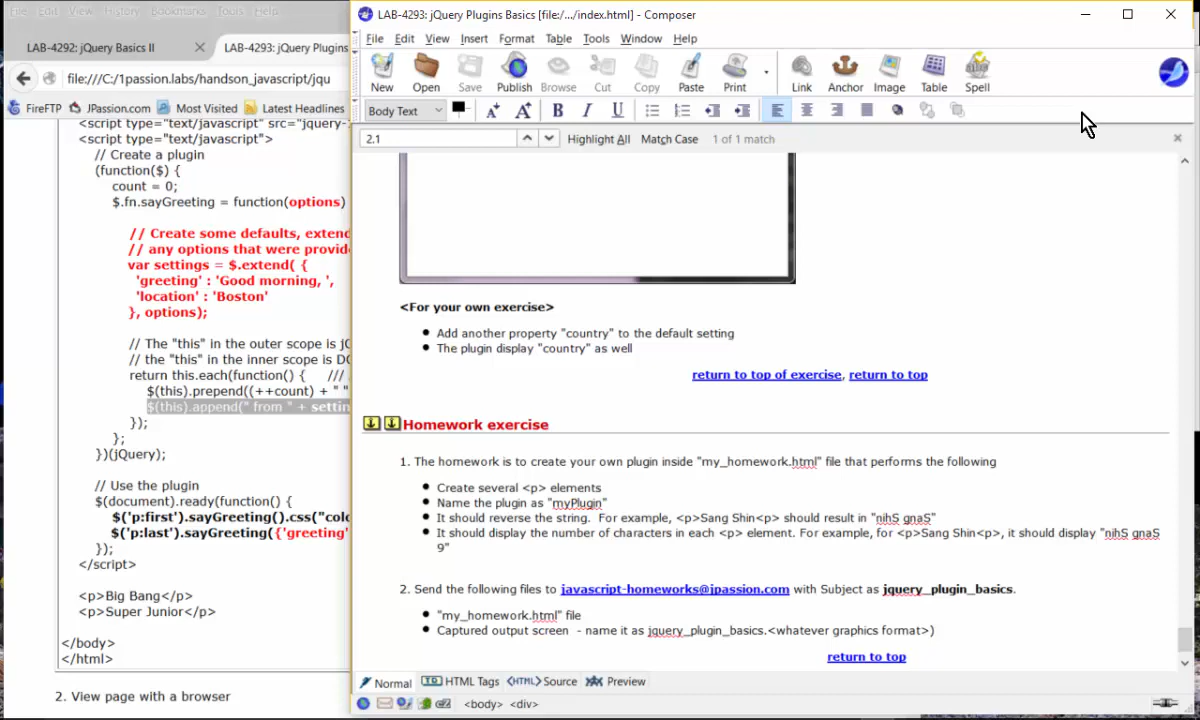 File Edit View History Bookmarks Tools Help
LAB-4292: jQuery Basics II
LAB-4293: jQuery Plugins
file:///C:/1passion.labs/handson_javascript/jqu
FireFTP JPassion.com Most Visited Latest Headlines
<script type="text/javascript" src="jquery-
<script type="text/javascript">
// Create a plugin
(function($) {
count = 0;
$.fn.sayGreeting = function(options)
// Create some defaults, extend
// any options that were provid
var settings = $.extend( {
'greeting' : 'Good morning, ',
'location' : 'Boston'
}, options);
// The "this" in the outer scope is jQ
// the "this" in the inner scope is DO
return this.each(function() { ///
$(this).prepend((++count) + " "
$(this).append(" from " + settin
});
};
})(jQuery);
// Use the plugin
$(document).ready(function() {
$('p:first').sayGreeting().css("colo
$('p:last').sayGreeting({'greeting'
});
</script>
<p>Big Bang</p>
<p>Super Junior</p>
</body>
</html>
2. View page with a browser
LAB-4293: jQuery Plugins Basics [file:/.../index.html] - Composer
File Edit View Insert Format Table Tools Window Help
New Open Save Publish Browse Cut Copy Paste Print Link Anchor Image Table Spell
Body Text B I U
2.1 Highlight All Match Case 1 of 1 match
<For your own exercise>
Add another property "country" to the default setting
The plugin display "country" as well
return to top of exercise, return to top
Homework exercise
1. The homework is to create your own plugin inside "my_homework.html" file that performs the following
Create several <p> elements
Name the plugin as "myPlugin"
It should reverse the string. For example, <p>Sang Shin<p> should result in "nihS gnaS"
It should display the number of characters in each <p> element. For example, for <p>Sang Shin<p>, it should display "nihS gnaS
9"
2. Send the following files to javascript-homeworks@jpassion.com with Subject as jquery_plugin_basics.
"my_homework.html" file
Captured output screen - name it as jquery_plugin_basics.<whatever graphics format>)
return to top
Normal HTML Tags <HTML> Source Preview
<body> <div>